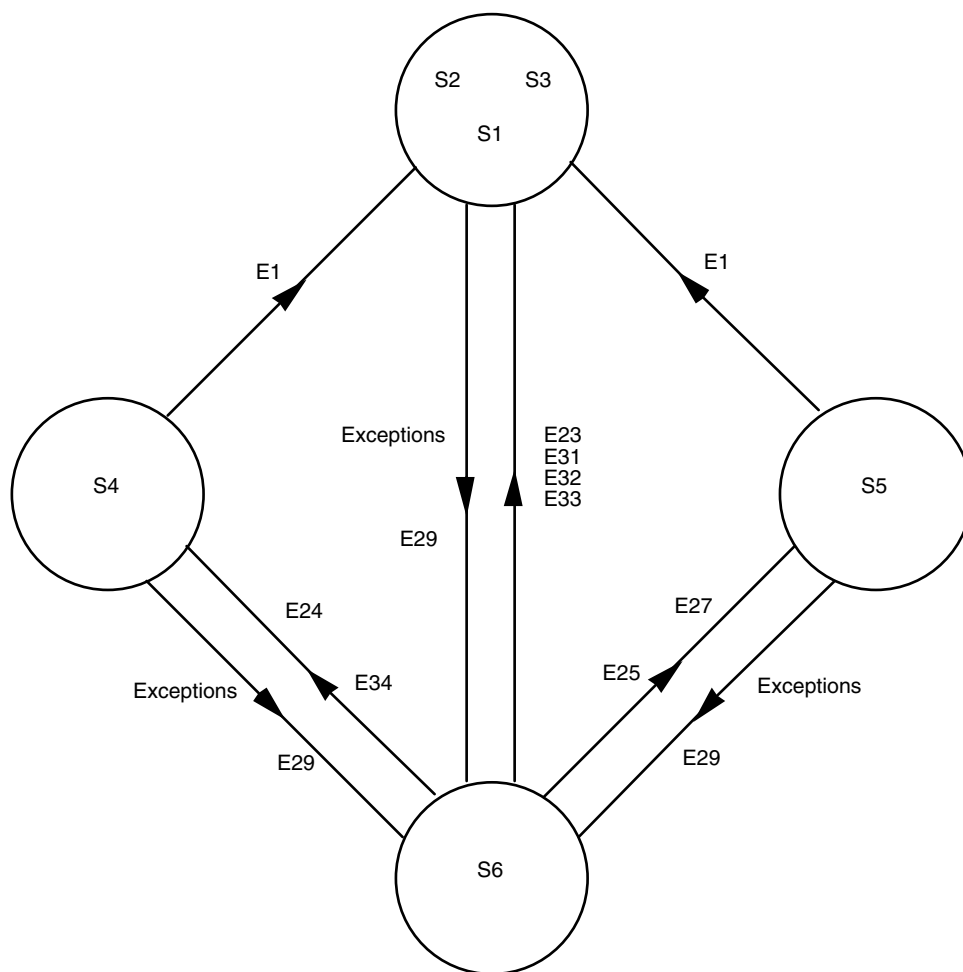 S2
S3
S1
E1
E1
Exceptions
E23
E31
E32
E33
S4
S5
E29
E24
E27
E34
E25
Exceptions
Exceptions
E29
E29
S6